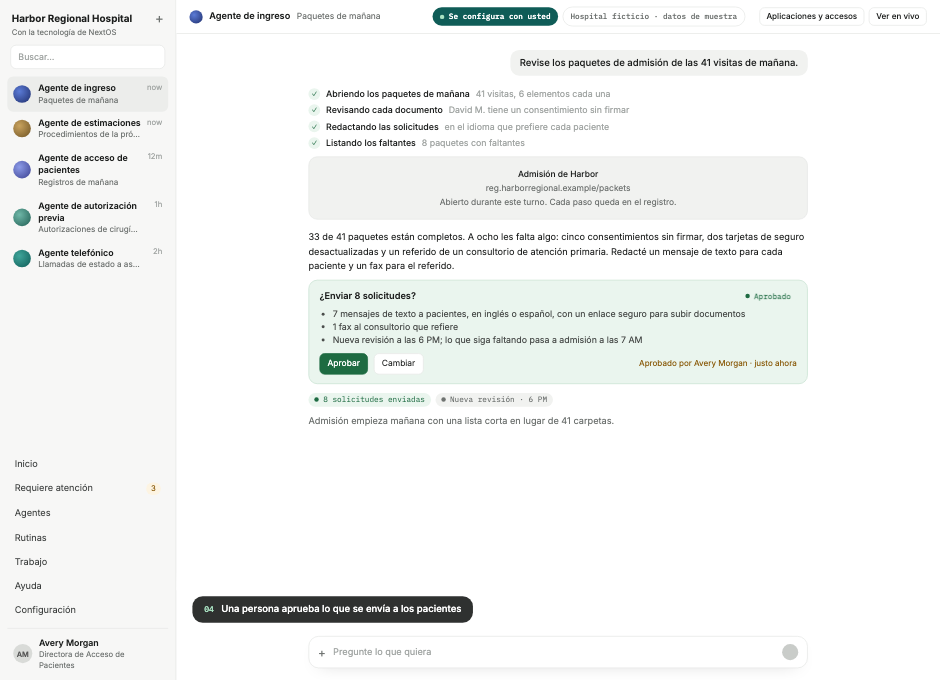 Harbor Regional Hospital
+
Con la tecnología de NextOS
Buscar...
Agente de ingreso
now
Paquetes de mañana
Agente de estimaciones
now
Procedimientos de la pró...
Agente de acceso de pacientes
12m
Registros de mañana
Agente de autorización previa
1h
Autorizaciones de cirugí...
Agente telefónico
2h
Llamadas de estado a as...
Inicio
Requiere atención
3
Agentes
Rutinas
Trabajo
Ayuda
Configuración
AM
Avery Morgan
Directora de Acceso de Pacientes
Agente de ingreso Paquetes de mañana
Se configura con usted
Hospital ficticio · datos de muestra
Aplicaciones y accesos
Ver en vivo
Revise los paquetes de admisión de las 41 visitas de mañana.
Abriendo los paquetes de mañana 41 visitas, 6 elementos cada una
Revisando cada documento David M. tiene un consentimiento sin firmar
Redactando las solicitudes en el idioma que prefiere cada paciente
Listando los faltantes 8 paquetes con faltantes
Admisión de Harbor
reg.harborregional.example/packets
Abierto durante este turno. Cada paso queda en el registro.
33 de 41 paquetes están completos. A ocho les falta algo: cinco consentimientos sin firmar, dos tarjetas de seguro
desactualizadas y un referido de un consultorio de atención primaria. Redacté un mensaje de texto para cada
paciente y un fax para el referido.
¿Enviar 8 solicitudes?
Aprobado
• 7 mensajes de texto a pacientes, en inglés o español, con un enlace seguro para subir documentos
• 1 fax al consultorio que refiere
• Nueva revisión a las 6 PM; lo que siga faltando pasa a admisión a las 7 AM
Aprobar
Cambiar
Aprobado por Avery Morgan · justo ahora
8 solicitudes enviadas
Nueva revisión · 6 PM
Admisión empieza mañana con una lista corta en lugar de 41 carpetas.
04 Una persona aprueba lo que se envía a los pacientes
+ Pregunte lo que quiera